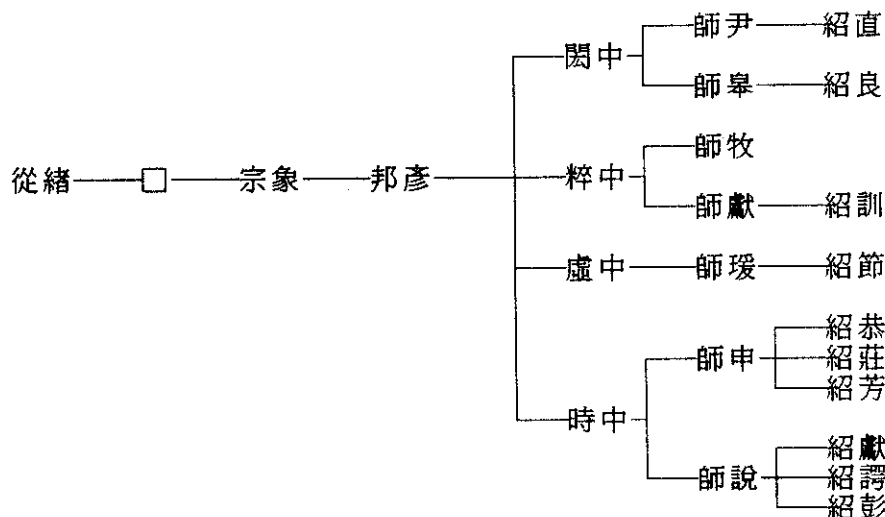 從緒 □ 宗象 邦彥
閎中 師尹 紹直
師皋 紹良
粹中 師牧
師獻 紹訓
虛中 師瑗 紹節
時中 師申 紹恭
紹莊
紹芳
師說 紹獻
紹諤
紹彭